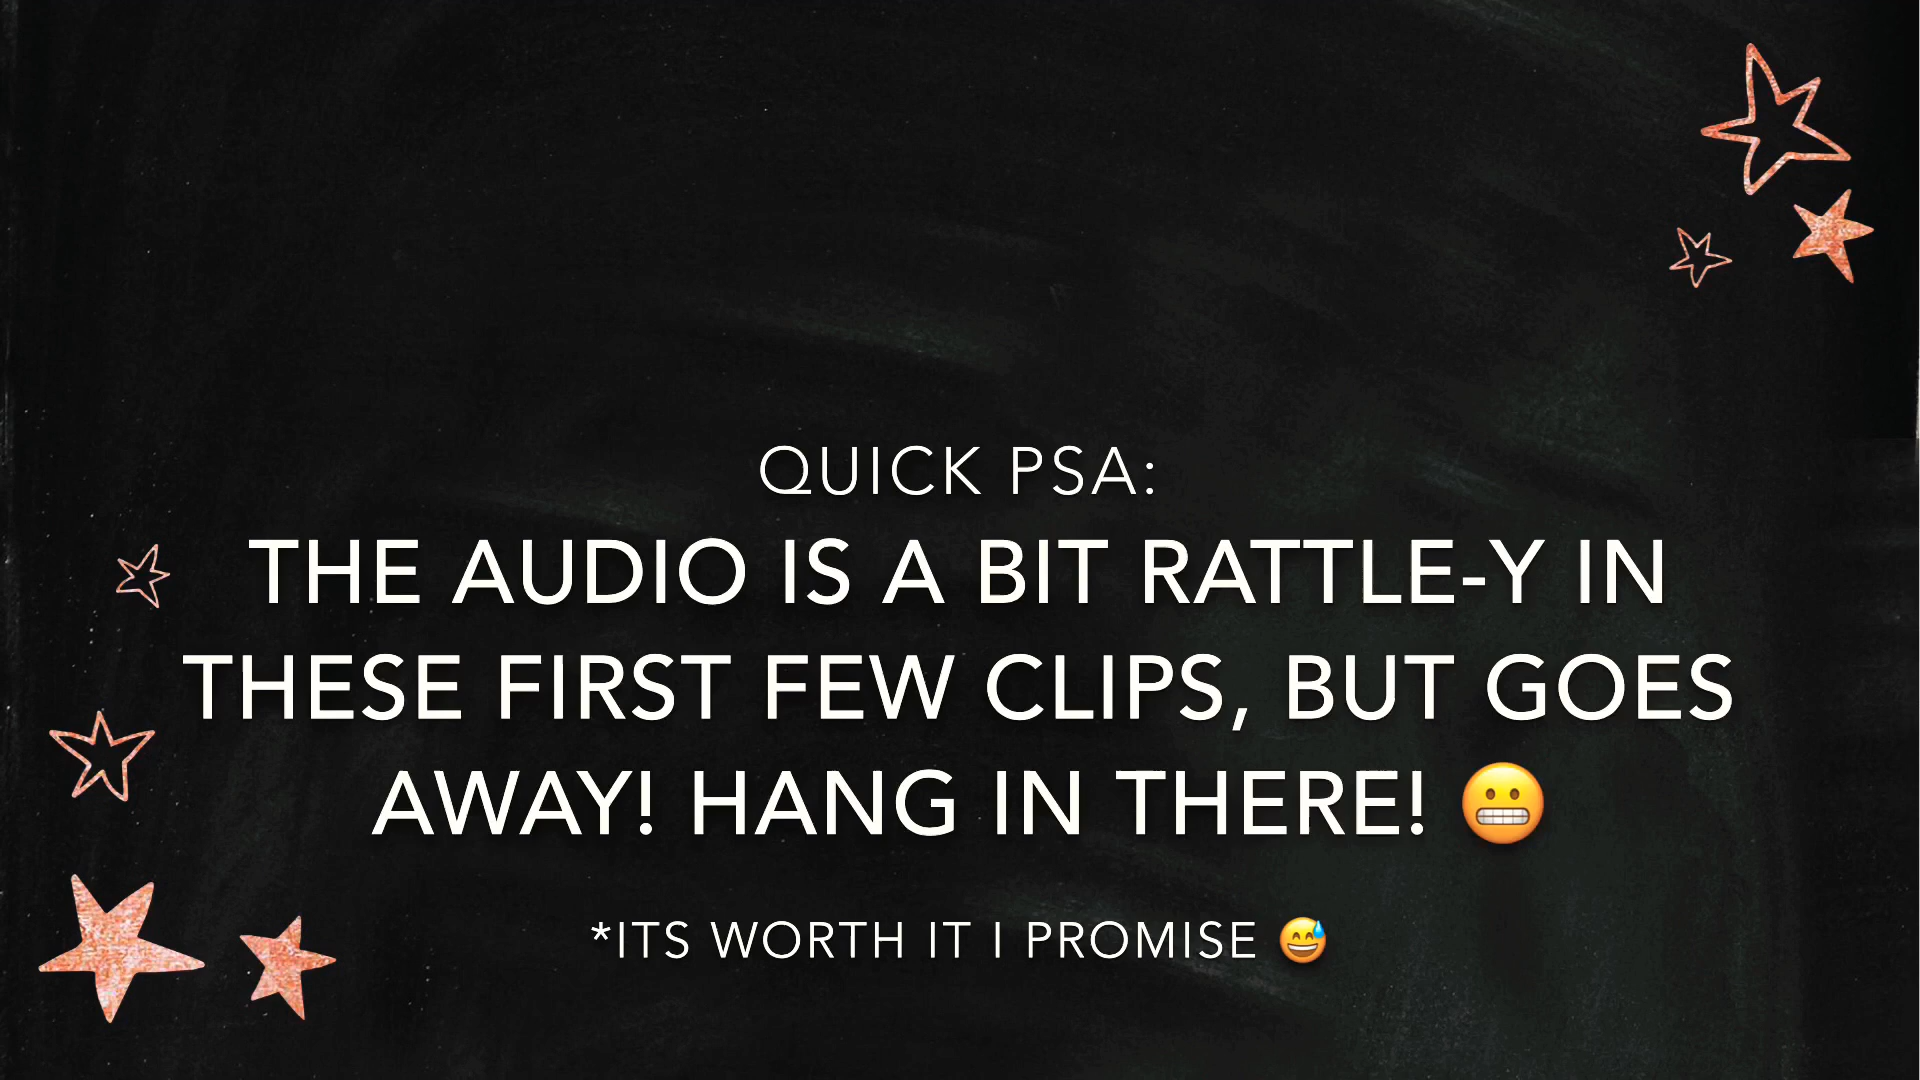 QUICK PSA:
THE AUDIO IS A BIT RATTLE-Y IN
THESE FIRST FEW CLIPS, BUT GOES
AWAY! HANG IN THERE! 😬
*ITS WORTH IT I PROMISE 😅